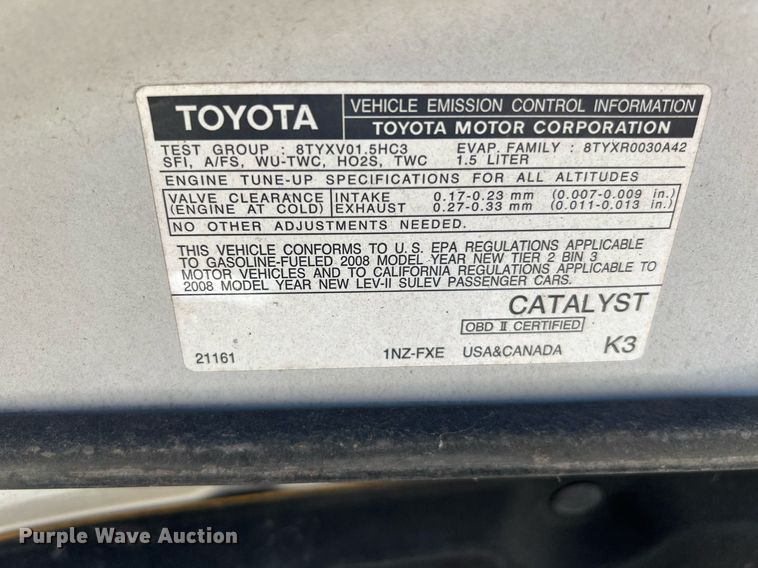 TOYOTA
VEHICLE EMISSION CONTROL INFORMATION
TOYOTA MOTOR CORPORATION
TEST GROUP : 8TYXV01.5HC3 EVAP. FAMILY : 8TYXR0030A42
SFI, A/FS, WU-TWC, HO2S, TWC 1.5 LITER
ENGINE TUNE-UP SPECIFICATIONS FOR ALL ALTITUDES
VALVE CLEARANCE INTAKE 0.17-0.23 mm (0.007-0.009 in.)
(ENGINE AT COLD) EXHAUST 0.27-0.33 mm (0.011-0.013 in.)
NO OTHER ADJUSTMENTS NEEDED.
THIS VEHICLE CONFORMS TO U.S. EPA REGULATIONS APPLICABLE
TO GASOLINE-FUELED 2008 MODEL YEAR NEW TIER 2 BIN 3
MOTOR VEHICLES AND TO CALIFORNIA REGULATIONS APPLICABLE TO
2008 MODEL YEAR NEW LEV-II SULEV PASSENGER CARS.
CATALYST
OBD II CERTIFIED
21161 1NZ-FXE USA&CANADA K3
Purple Wave Auction